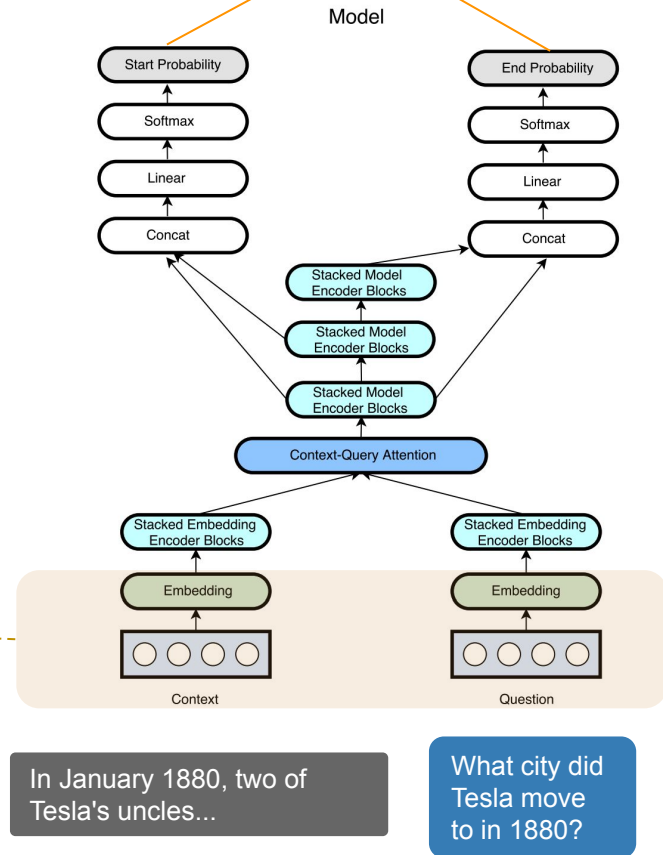 Model
Start Probability
End Probability
Softmax
Softmax
Linear
Linear
Concat
Concat
Stacked Model
Encoder Blocks
Stacked Model
Encoder Blocks
Stacked Model
Encoder Blocks
Context-Query Attention
Stacked Embedding
Encoder Blocks
Stacked Embedding
Encoder Blocks
Embedding
Embedding
Context
Question
In January 1880, two of
Tesla's uncles...
What city did
Tesla move
to in 1880?